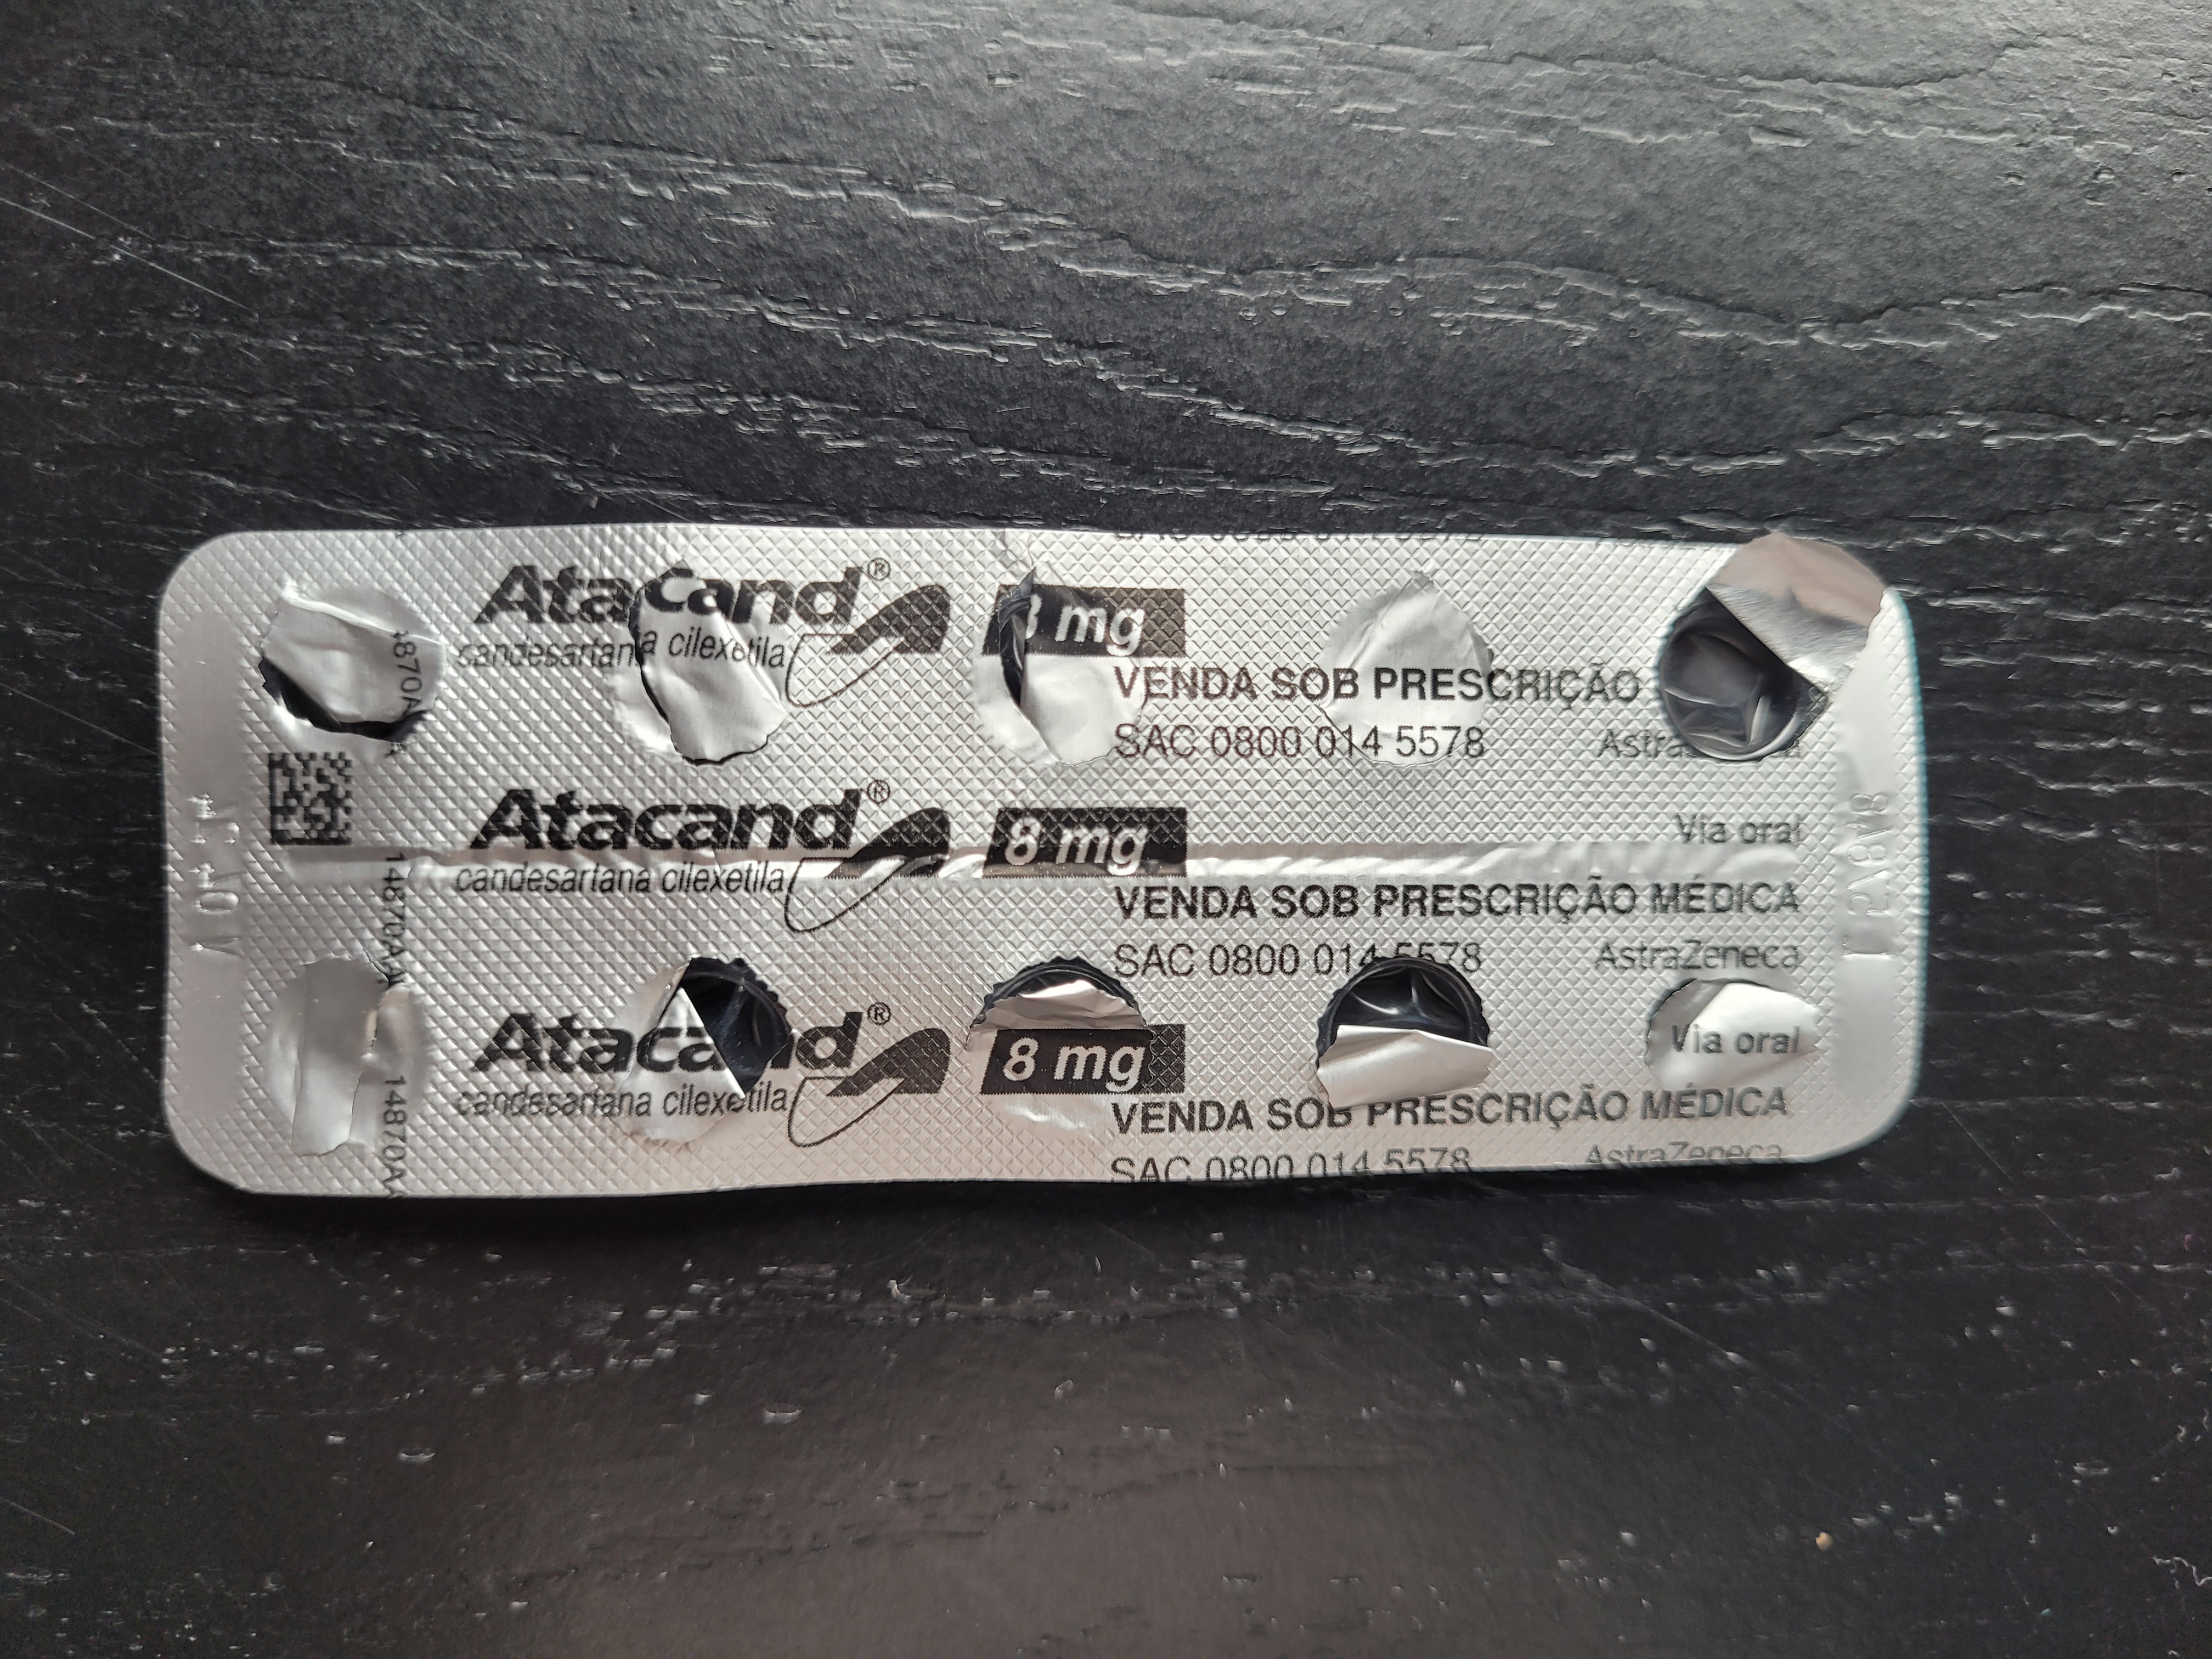 Atacand®
candesartana cilexetila
8 mg
VENDA SOB PRESCRIÇÃO
SAC 0800 014 5578
Atacand®
candesartana cilexetila
8 mg
Via oral
VENDA SOB PRESCRIÇÃO MÉDICA
SAC 0800 014 5578
AstraZeneca
14870AA
Atacand®
candesartana cilexetila
8 mg
Via oral
VENDA SOB PRESCRIÇÃO MÉDICA
SAC 0800 014 5578
AstraZeneca
14870AA